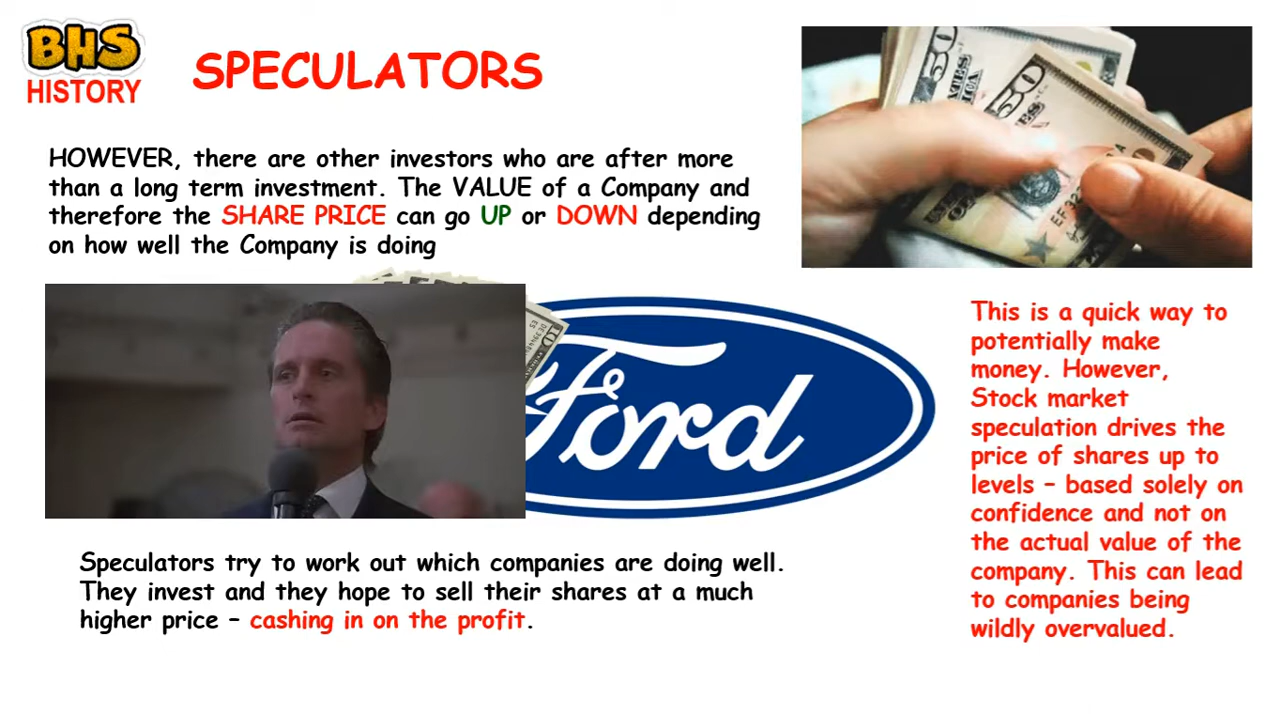 BHS
HISTORY
SPECULATORS
HOWEVER, there are other investors who are after more
than a long term investment. The VALUE of a Company and
therefore the SHARE PRICE can go UP or DOWN depending
on how well the Company is doing
50
50
Ford
This is a quick way to
potentially make
money. However,
Stock market
speculation drives the
price of shares up to
levels – based solely on
confidence and not on
the actual value of the
company. This can lead
to companies being
wildly overvalued.
Speculators try to work out which companies are doing well.
They invest and they hope to sell their shares at a much
higher price – cashing in on the profit.